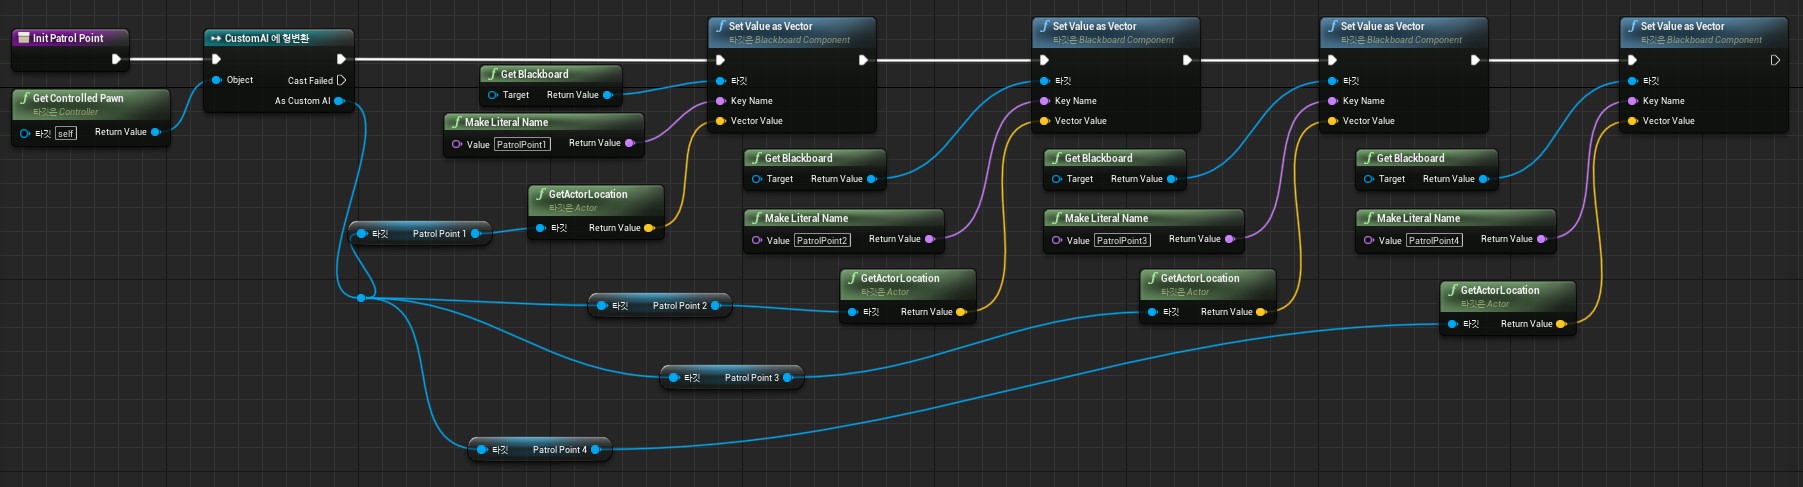 Init Patrol Point
CustomAI 에 형변환
Object
Cast Failed
As Custom AI
Get Controlled Pawn
타깃은 Controller
타깃 self
Return Value
Get Blackboard
Target
Return Value
Make Literal Name
Value PatrolPoint1
Return Value
Set Value as Vector
타깃은 Blackboard Component
타깃
Key Name
Vector Value
GetActorLocation
타깃은 Actor
타깃
Return Value
타깃
Patrol Point 1
Set Value as Vector
타깃은 Blackboard Component
타깃
Key Name
Vector Value
Get Blackboard
Target
Return Value
Make Literal Name
Value PatrolPoint2
Return Value
GetActorLocation
타깃은 Actor
타깃
Return Value
타깃
Patrol Point 2
Set Value as Vector
타깃은 Blackboard Component
타깃
Key Name
Vector Value
Get Blackboard
Target
Return Value
Make Literal Name
Value PatrolPoint3
Return Value
GetActorLocation
타깃은 Actor
타깃
Return Value
타깃
Patrol Point 3
Set Value as Vector
타깃은 Blackboard Component
타깃
Key Name
Vector Value
Get Blackboard
Target
Return Value
Make Literal Name
Value PatrolPoint4
Return Value
GetActorLocation
타깃은 Actor
타깃
Return Value
타깃
Patrol Point 4